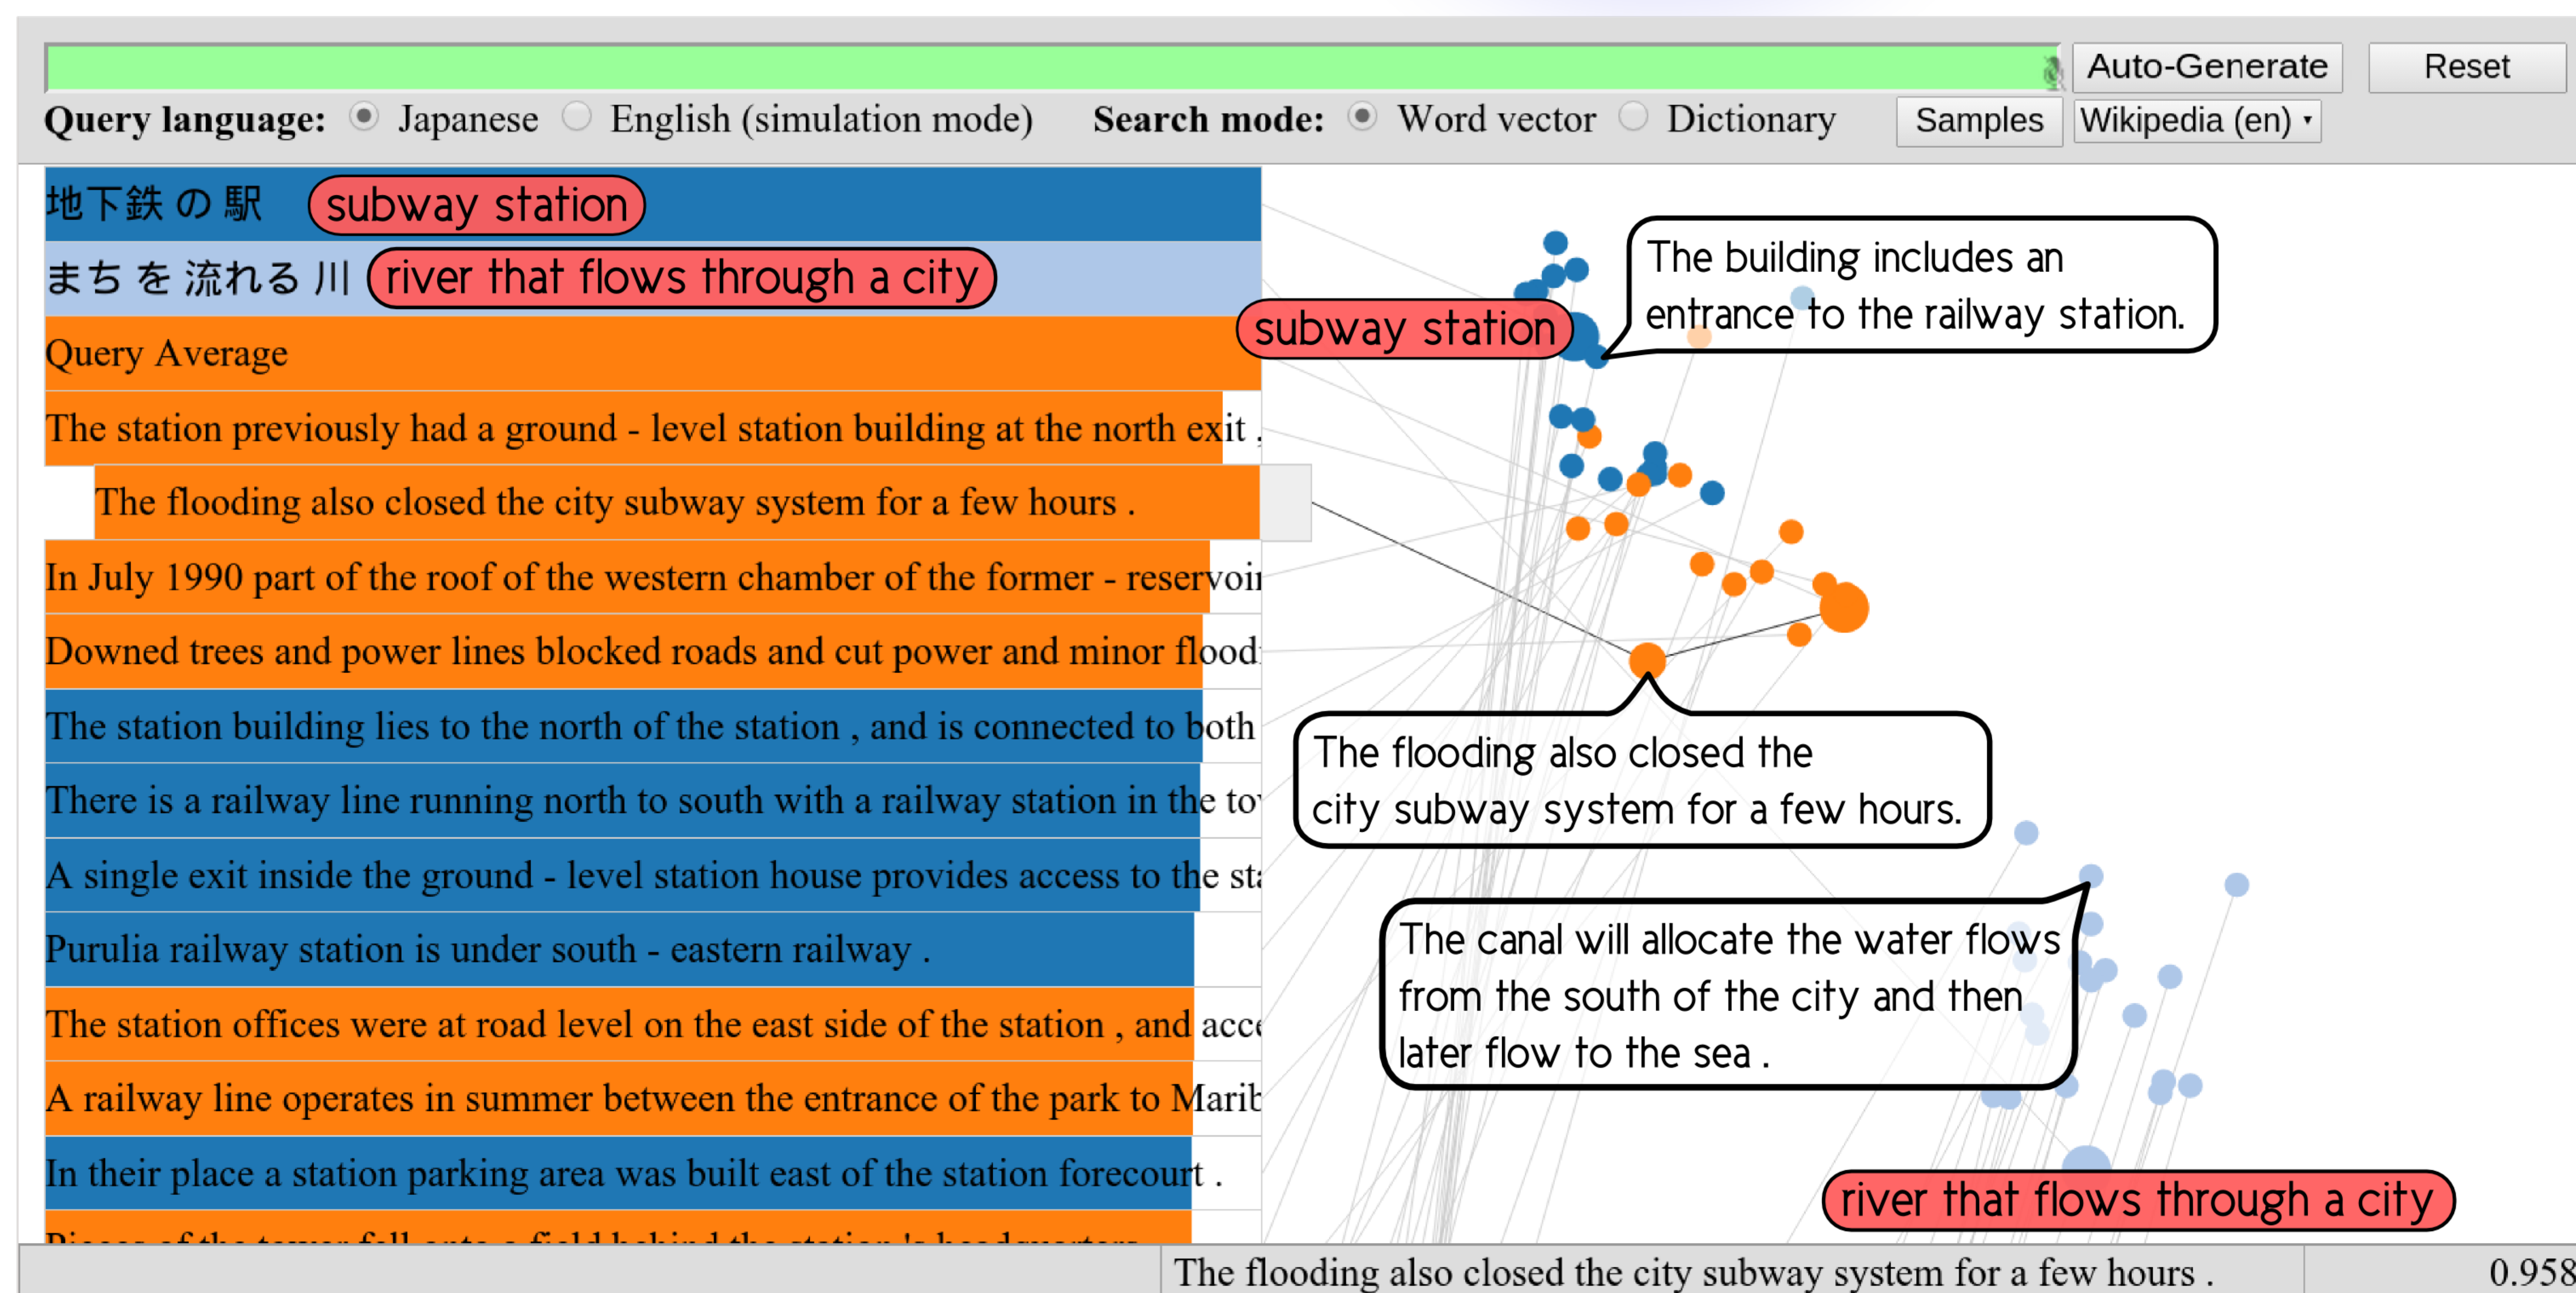 Auto-Generate Reset
Query language: Japanese English (simulation mode) Search mode: Word vector Dictionary Samples Wikipedia (en)
地下鉄 の 駅 subway station
まち を 流れる 川 river that flows through a city
Query Average
The station previously had a ground - level station building at the north exit ,
The flooding also closed the city subway system for a few hours .
In July 1990 part of the roof of the western chamber of the former - reservoir
Downed trees and power lines blocked roads and cut power and minor flood
The station building lies to the north of the station , and is connected to both
There is a railway line running north to south with a railway station in the
A single exit inside the ground - level station house provides access to the
Purulia railway station is under south - eastern railway .
The station offices were at road level on the east side of the station , and
A railway line operates in summer between the entrance of the park to
In their place a station parking area was built east of the station forecourt .
Pieces of the tower fell onto a field behind the station 's headquarters
subway station
The building includes an
entrance to the railway station.
The flooding also closed the
city subway system for a few hours.
The canal will allocate the water flows
from the south of the city and then
later flow to the sea .
river that flows through a city
The flooding also closed the city subway system for a few hours . 0.958